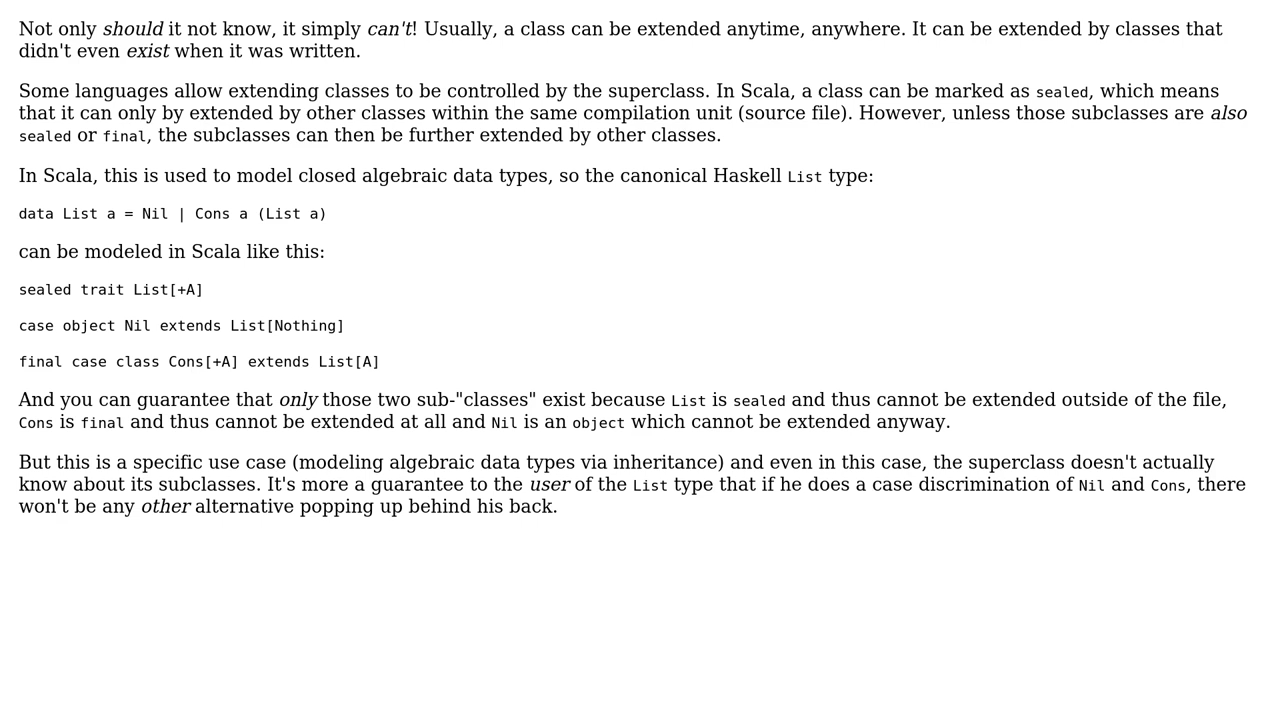 Not only should it not know, it simply can't! Usually, a class can be extended anytime, anywhere. It can be extended by classes that
didn't even exist when it was written.
Some languages allow extending classes to be controlled by the superclass. In Scala, a class can be marked as sealed, which means
that it can only by extended by other classes within the same compilation unit (source file). However, unless those subclasses are also
sealed or final, the subclasses can then be further extended by other classes.
In Scala, this is used to model closed algebraic data types, so the canonical Haskell List type:
data List a = Nil | Cons a (List a)
can be modeled in Scala like this:
sealed trait List[+A]
case object Nil extends List[Nothing]
final case class Cons[+A] extends List[A]
And you can guarantee that only those two sub-"classes" exist because List is sealed and thus cannot be extended outside of the file,
Cons is final and thus cannot be extended at all and Nil is an object which cannot be extended anyway.
But this is a specific use case (modeling algebraic data types via inheritance) and even in this case, the superclass doesn't actually
know about its subclasses. It's more a guarantee to the user of the List type that if he does a case discrimination of Nil and Cons, there
won't be any other alternative popping up behind his back.